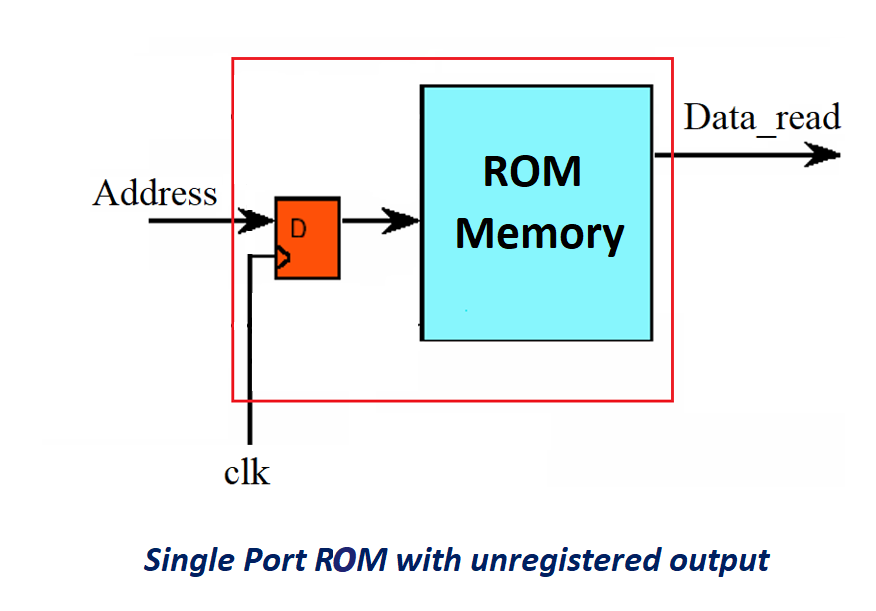 Data_read
ROM
Memory
Address
D
clk
Single Port ROM with unregistered output